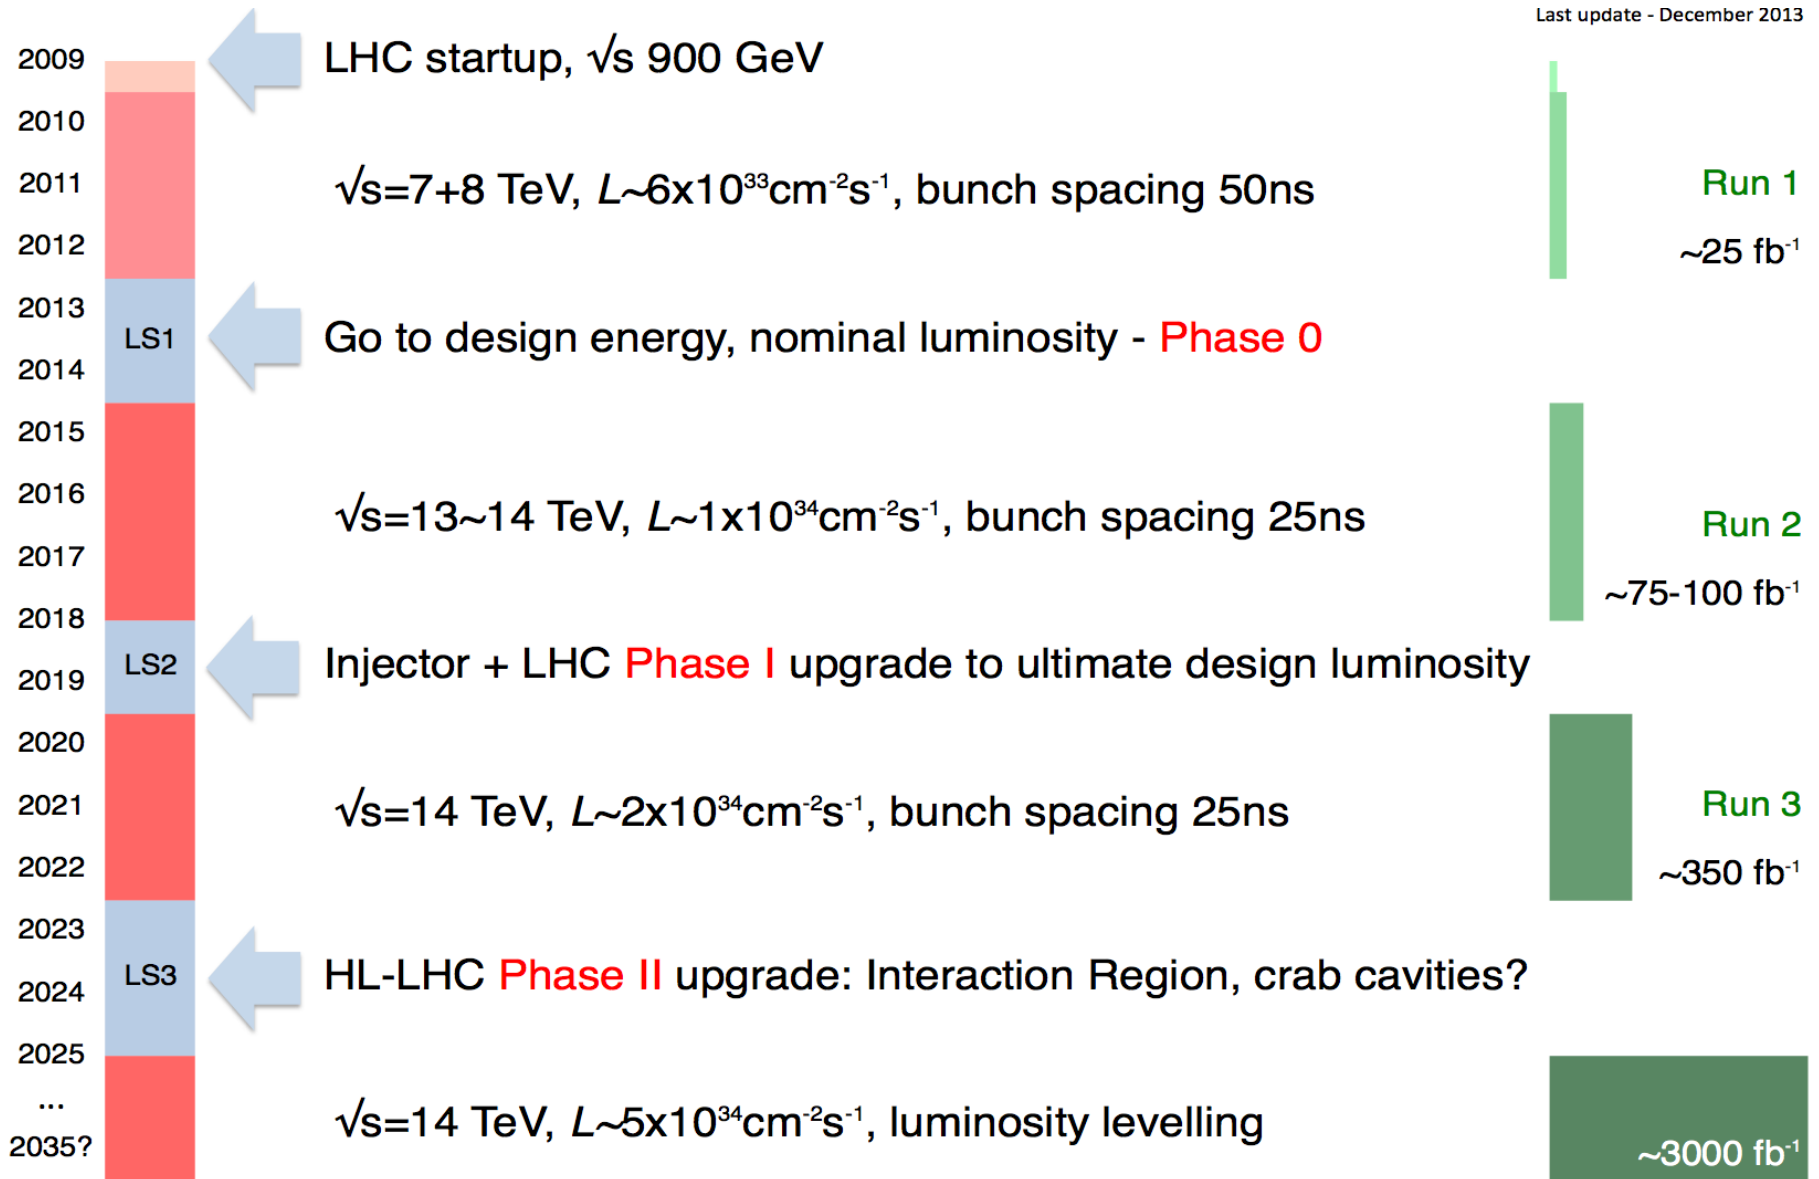 Last update - December 2013
2009 LHC startup, √s 900 GeV
2010
2011 √s=7+8 TeV, L~6x10³³cm⁻²s⁻¹, bunch spacing 50ns Run 1
2012 ~25 fb⁻¹
2013
LS1 Go to design energy, nominal luminosity - Phase 0
2014
2015
2016 √s=13~14 TeV, L~1x10³⁴cm⁻²s⁻¹, bunch spacing 25ns Run 2
2017
~75-100 fb⁻¹
2018
LS2 Injector + LHC Phase I upgrade to ultimate design luminosity
2019
2020
2021 √s=14 TeV, L~2x10³⁴cm⁻²s⁻¹, bunch spacing 25ns Run 3
2022 ~350 fb⁻¹
2023
LS3 HL-LHC Phase II upgrade: Interaction Region, crab cavities?
2024
2025
...
√s=14 TeV, L~5x10³⁴cm⁻²s⁻¹, luminosity levelling
2035? ~3000 fb⁻¹